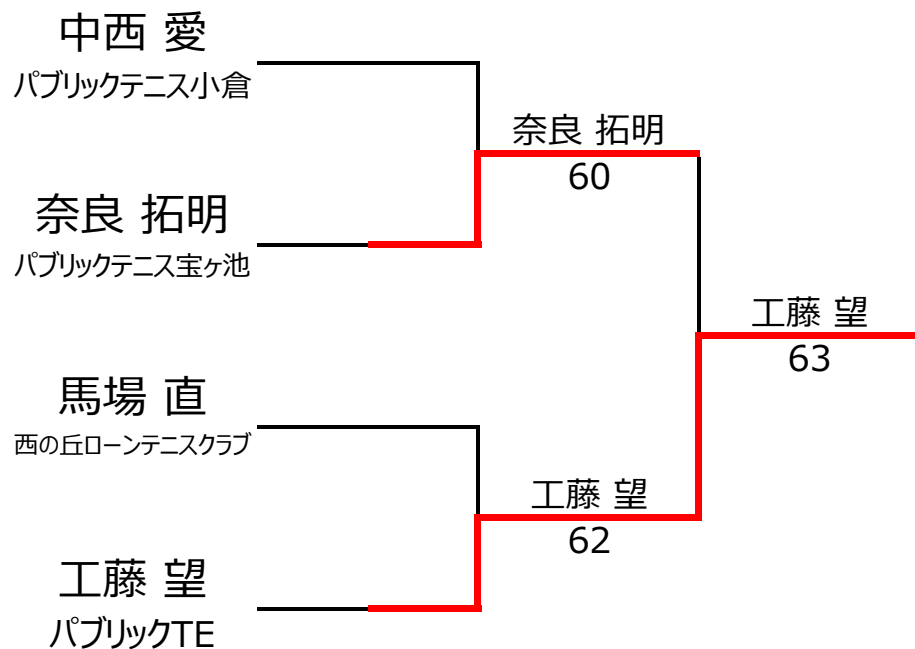 中西 愛
パブリックテニス小倉
奈良 拓明
60
奈良 拓明
パブリックテニス宝ヶ池
工藤 望
63
馬場 直
西の丘ローンテニスクラブ
工藤 望
62
工藤 望
パブリックTE